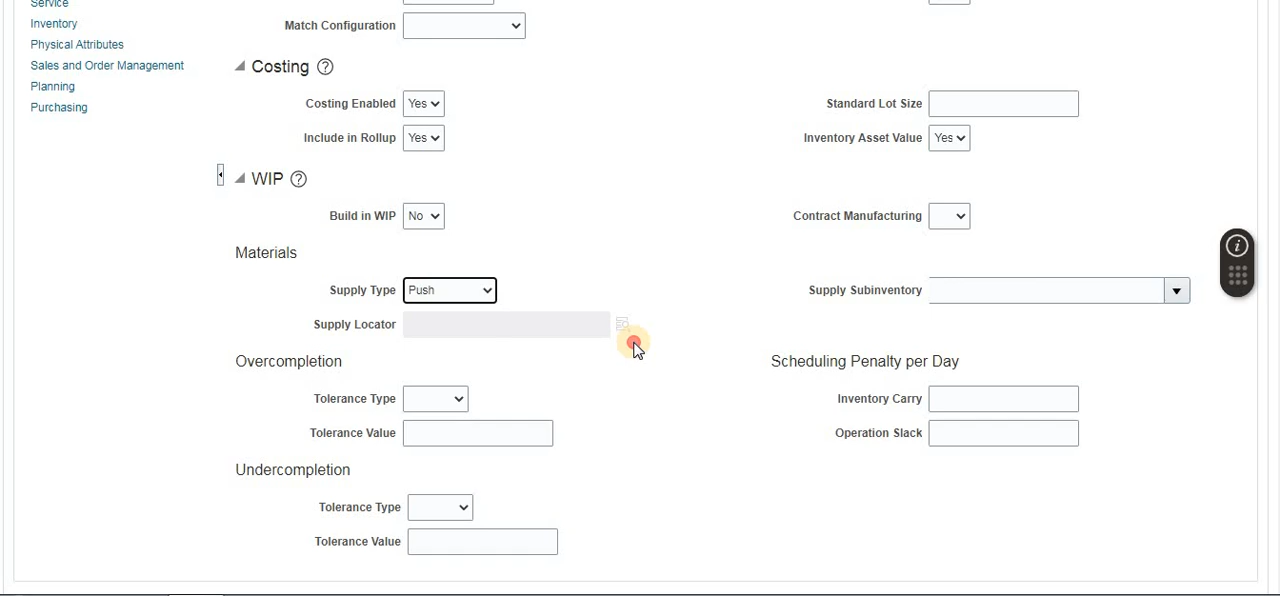 Service
Inventory
Physical Attributes
Sales and Order Management
Planning
Purchasing
Match Configuration
Costing ?
Costing Enabled Yes Standard Lot Size
Include in Rollup Yes Inventory Asset Value Yes
WIP ?
Build in WIP No Contract Manufacturing
Materials
Supply Type Push Supply Subinventory
Supply Locator
Overcompletion Scheduling Penalty per Day
Tolerance Type Inventory Carry
Tolerance Value Operation Slack
Undercompletion
Tolerance Type
Tolerance Value
i